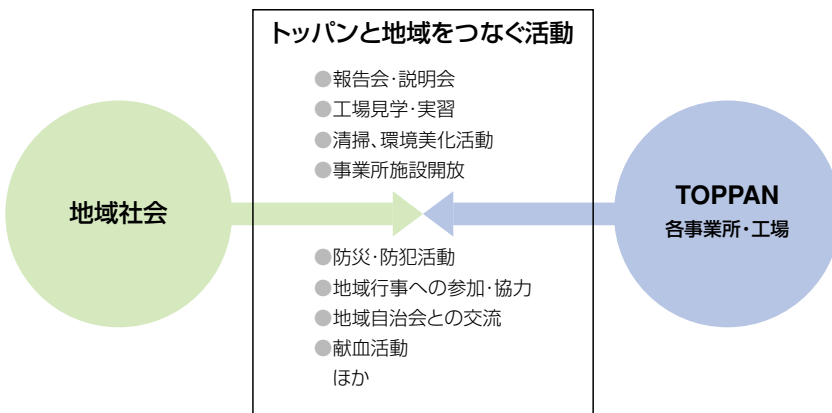 トッパンと地域をつなぐ活動
●報告会・説明会
●工場見学・実習
●清掃、環境美化活動
●事業所施設開放
地域社会
TOPPAN
各事業所・工場
●防災・防犯活動
●地域行事への参加・協力
●地域自治会との交流
●献血活動
ほか